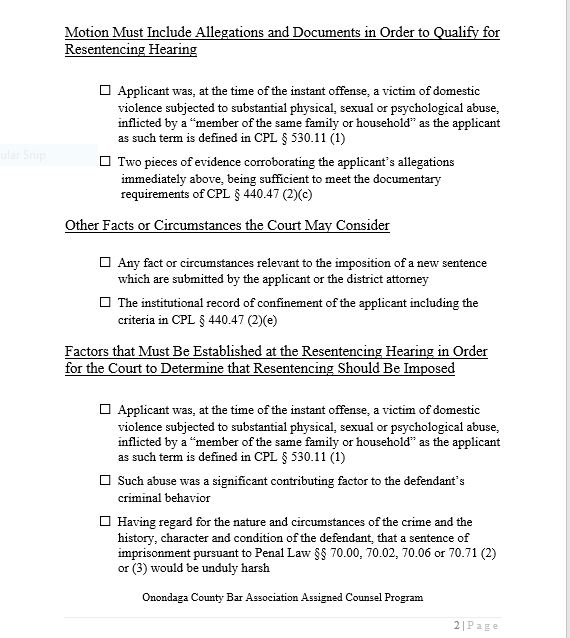 Motion Must Include Allegations and Documents in Order to Qualify for
Resentencing Hearing
☐ Applicant was, at the time of the instant offense, a victim of domestic
violence subjected to substantial physical, sexual or psychological abuse,
inflicted by a “member of the same family or household” as the applicant
as such term is defined in CPL § 530.11 (1)
☐ Two pieces of evidence corroborating the applicant’s allegations
immediately above, being sufficient to meet the documentary
requirements of CPL § 440.47 (2)(c)
Other Facts or Circumstances the Court May Consider
☐ Any fact or circumstances relevant to the imposition of a new sentence
which are submitted by the applicant or the district attorney
☐ The institutional record of confinement of the applicant including the
criteria in CPL § 440.47 (2)(e)
Factors that Must Be Established at the Resentencing Hearing in Order
for the Court to Determine that Resentencing Should Be Imposed
☐ Applicant was, at the time of the instant offense, a victim of domestic
violence subjected to substantial physical, sexual or psychological abuse,
inflicted by a “member of the same family or household” as the applicant
as such term is defined in CPL § 530.11 (1)
☐ Such abuse was a significant contributing factor to the defendant’s
criminal behavior
☐ Having regard for the nature and circumstances of the crime and the
history, character and condition of the defendant, that a sentence of
imprisonment pursuant to Penal Law §§ 70.00, 70.02, 70.06 or 70.71 (2)
or (3) would be unduly harsh
Onondaga County Bar Association Assigned Counsel Program
2 | Page